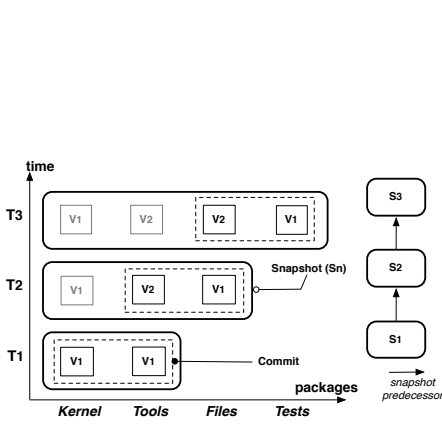 time
T3
V1
V2
V2
V1
S3
T2
V1
V2
V1
Snapshot (Sn)
S2
T1
V1
V1
Commit
S1
packages
snapshot
predecessor
Kernel
Tools
Files
Tests